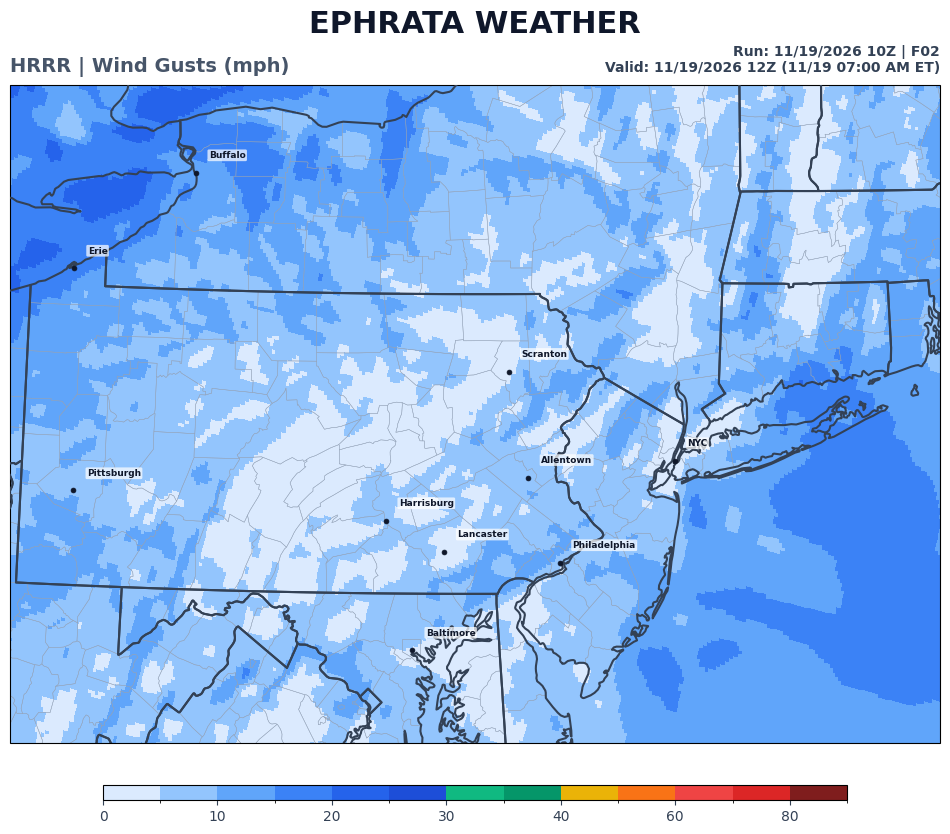 EPHRATA WEATHER
HRRR | Wind Gusts (mph)
Run: 11/19/2026 10Z | F02
Valid: 11/19/2026 12Z (11/19 07:00 AM ET)
Buffalo
Erie
Scranton
NYC
Pittsburgh
Allentown
Harrisburg
Lancaster
Philadelphia
Baltimore
0 10 20 30 40 60 80